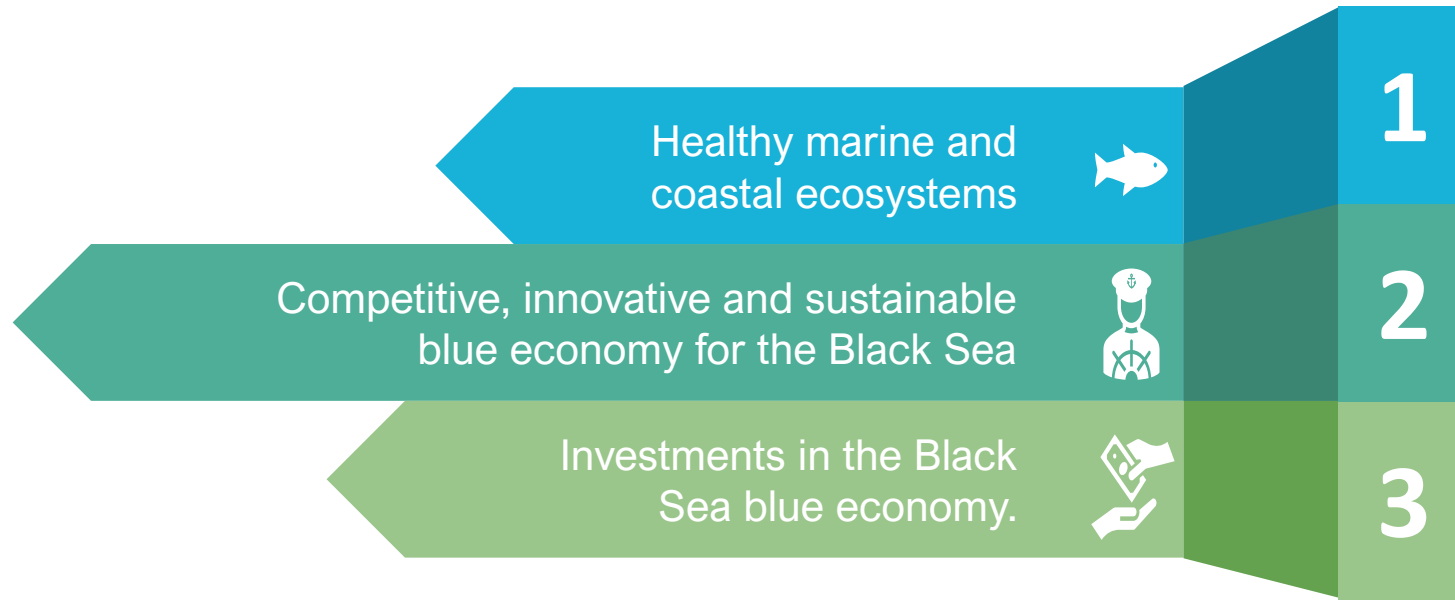 1
Healthy marine and
coastal ecosystems
2
Competitive, innovative and sustainable
blue economy for the Black Sea
3
Investments in the Black
Sea blue economy.